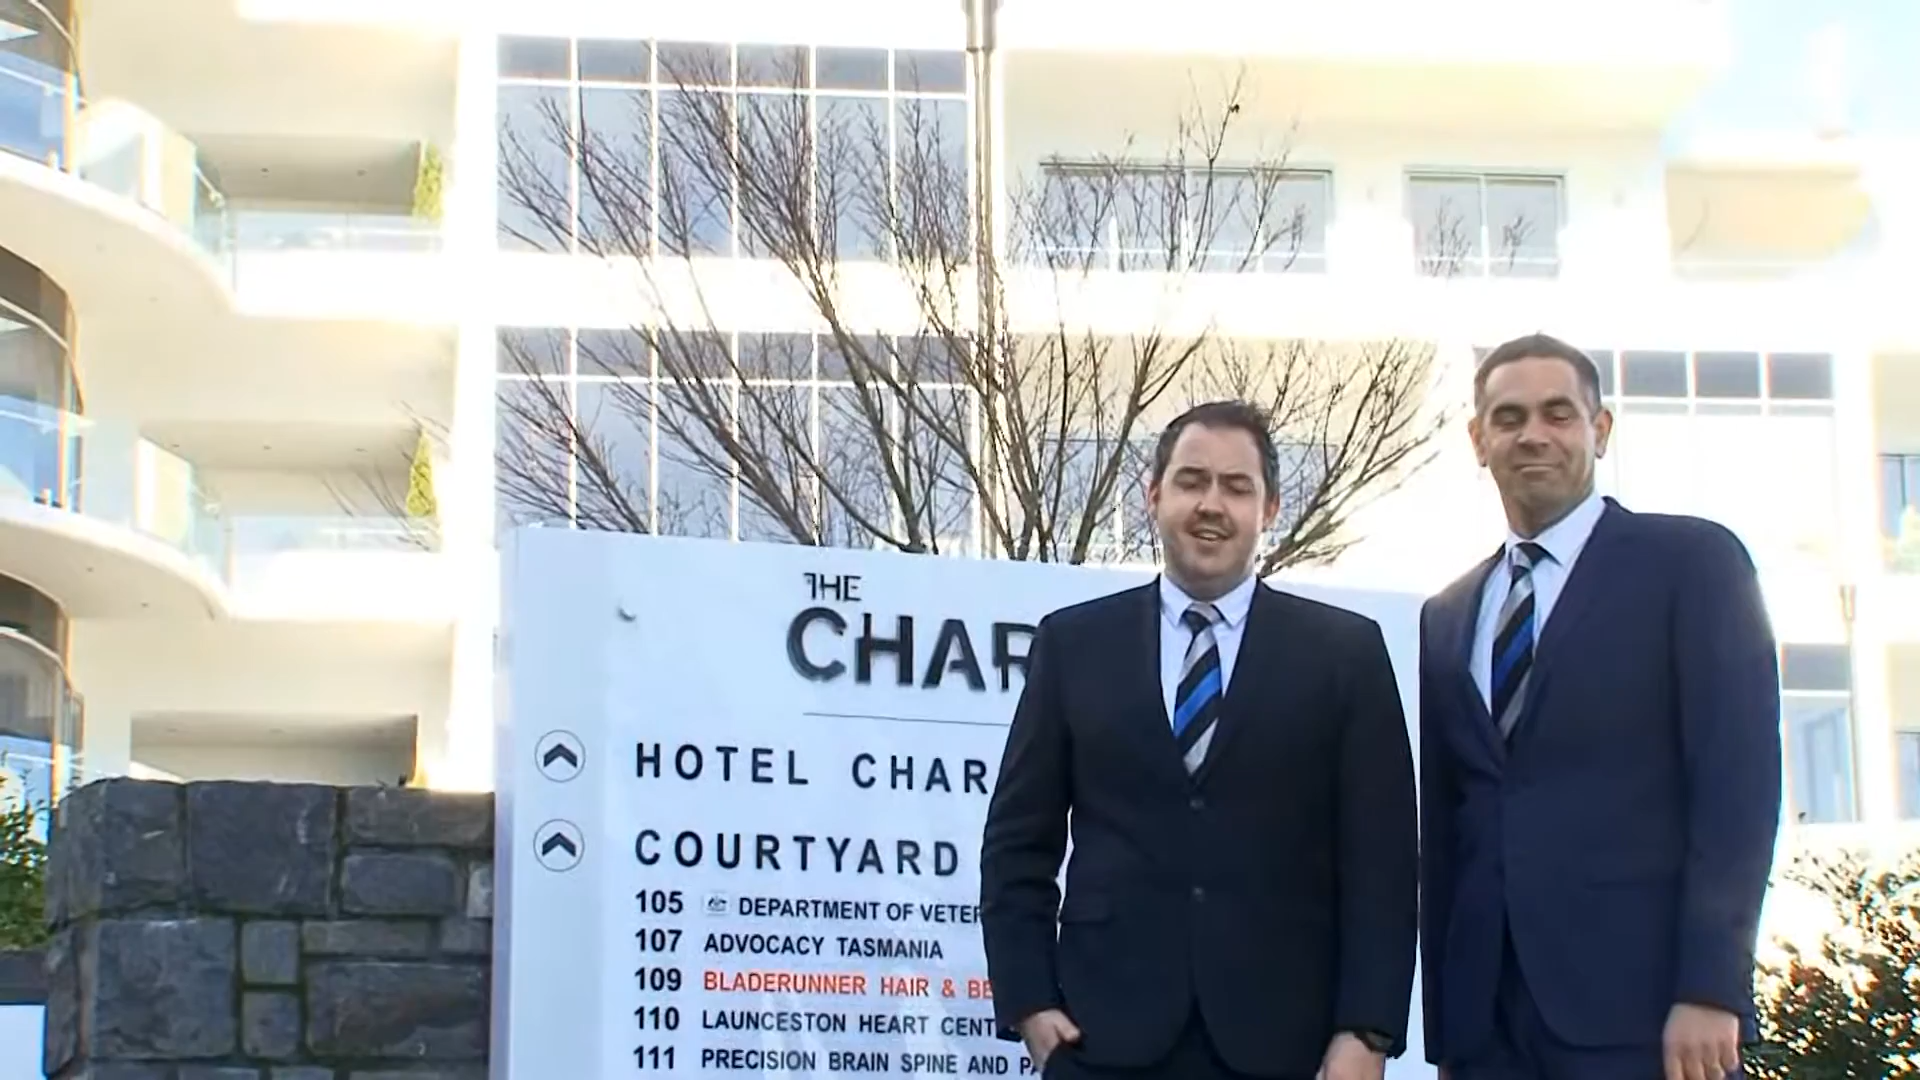 THE
CHAR
HOTEL CHAR
COURTYARD
105 DEPARTMENT OF VETER
107 ADVOCACY TASMANIA
109 BLADERUNNER HAIR & BE
110 LAUNCESTON HEART CENT
111 PRECISION BRAIN SPINE AND PA